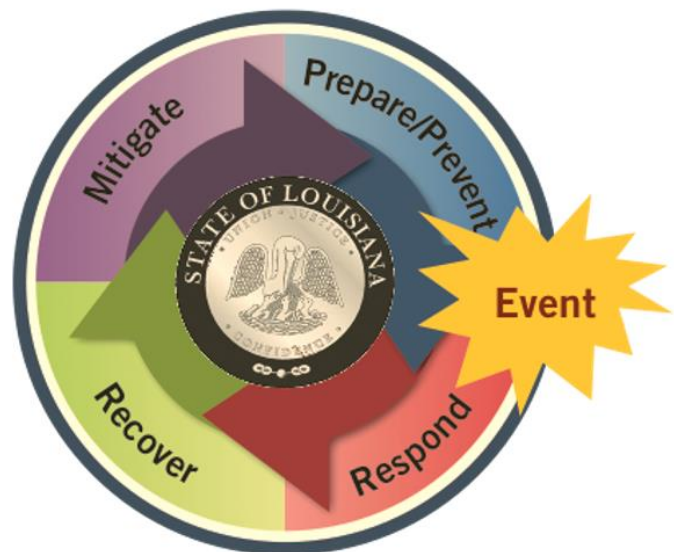 Mitigate
Prepare/Prevent
STATE OF LOUISIANA
UNION • JUSTICE
CONFIDENCE
Event
Recover
Respond